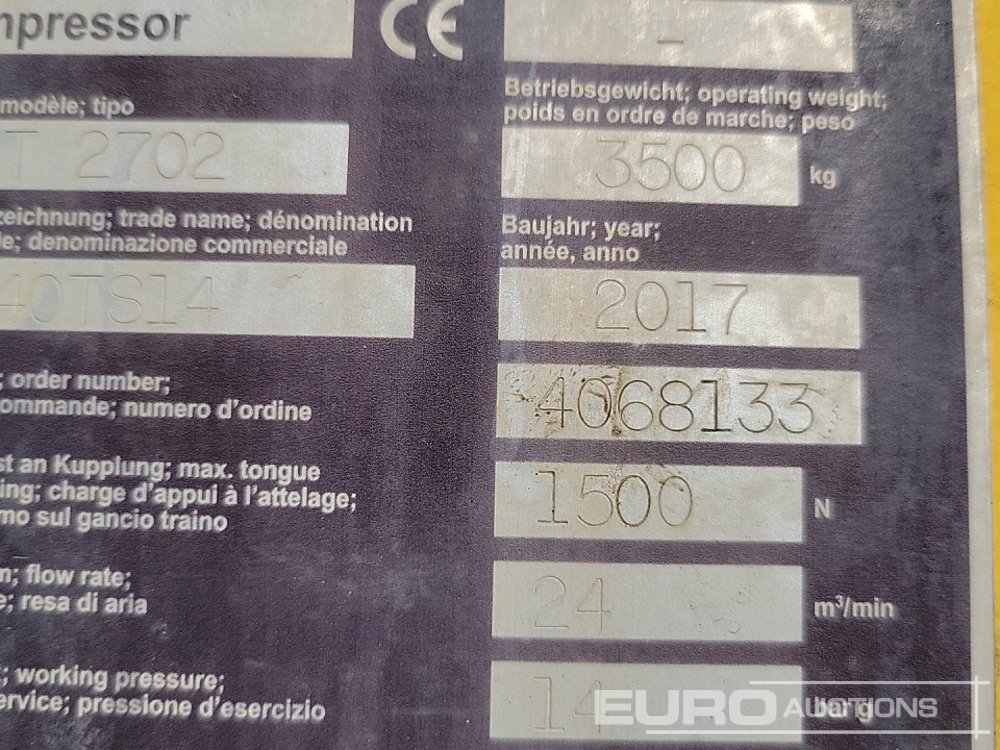 mpressor CE –
modèle; tipo
T 2702
Betriebsgewicht; operating weight;
poids en ordre de marche; peso
3500 kg
zeichnung; trade name; dénomination
le; denominazione commerciale
40TS14
Baujahr; year;
année, anno
2017
; order number;
ommande; numero d'ordine
4068133
st an Kupplung; max. tongue
ing; charge d'appui à l'attelage;
mo sul gancio traino
1500 N
n; flow rate;
e; resa di aria
24 m³/min
; working pressure;
ervice; pressione d'esercizio
14 barg
EURO AUCTIONS